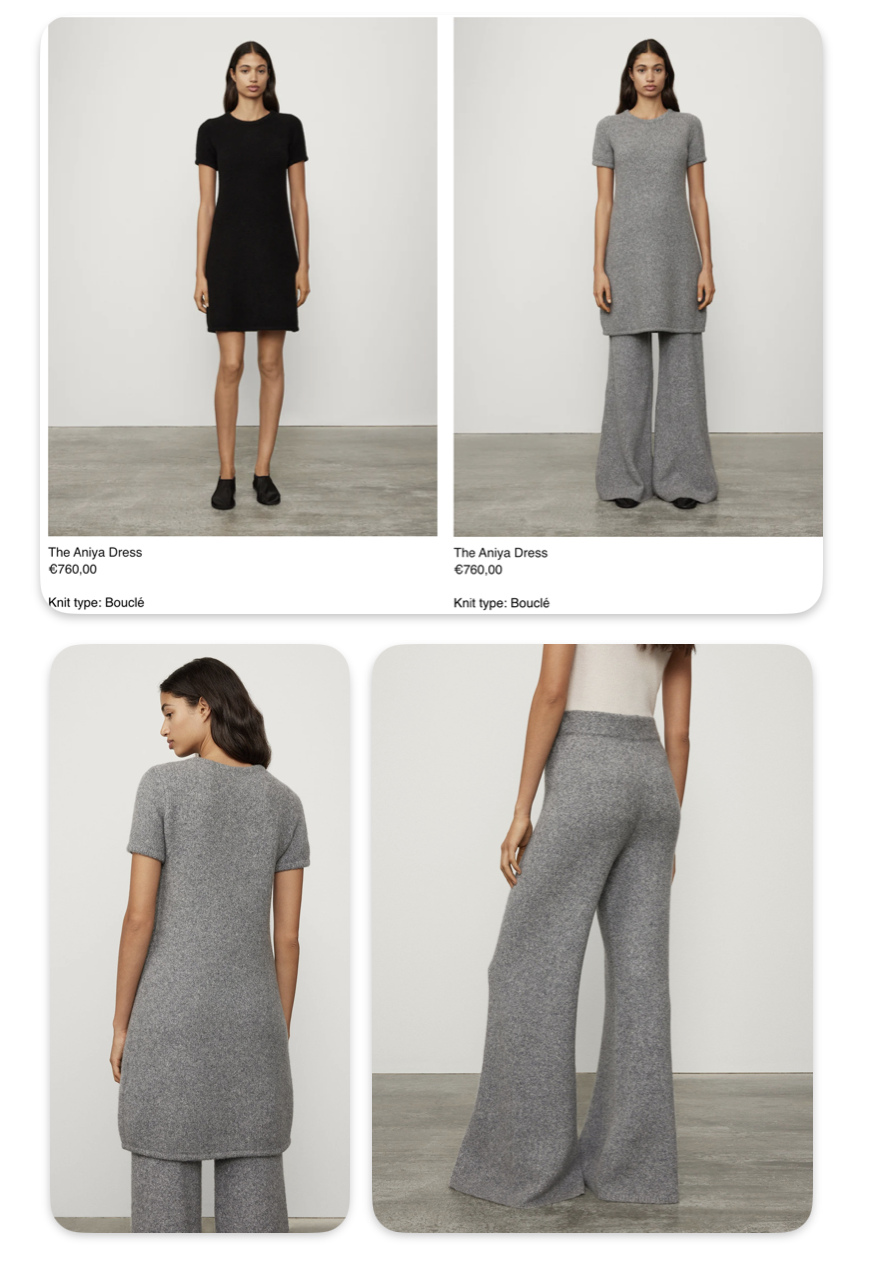 The Aniya Dress
€760,00
Knit type: Bouclé
The Aniya Dress
€760,00
Knit type: Bouclé